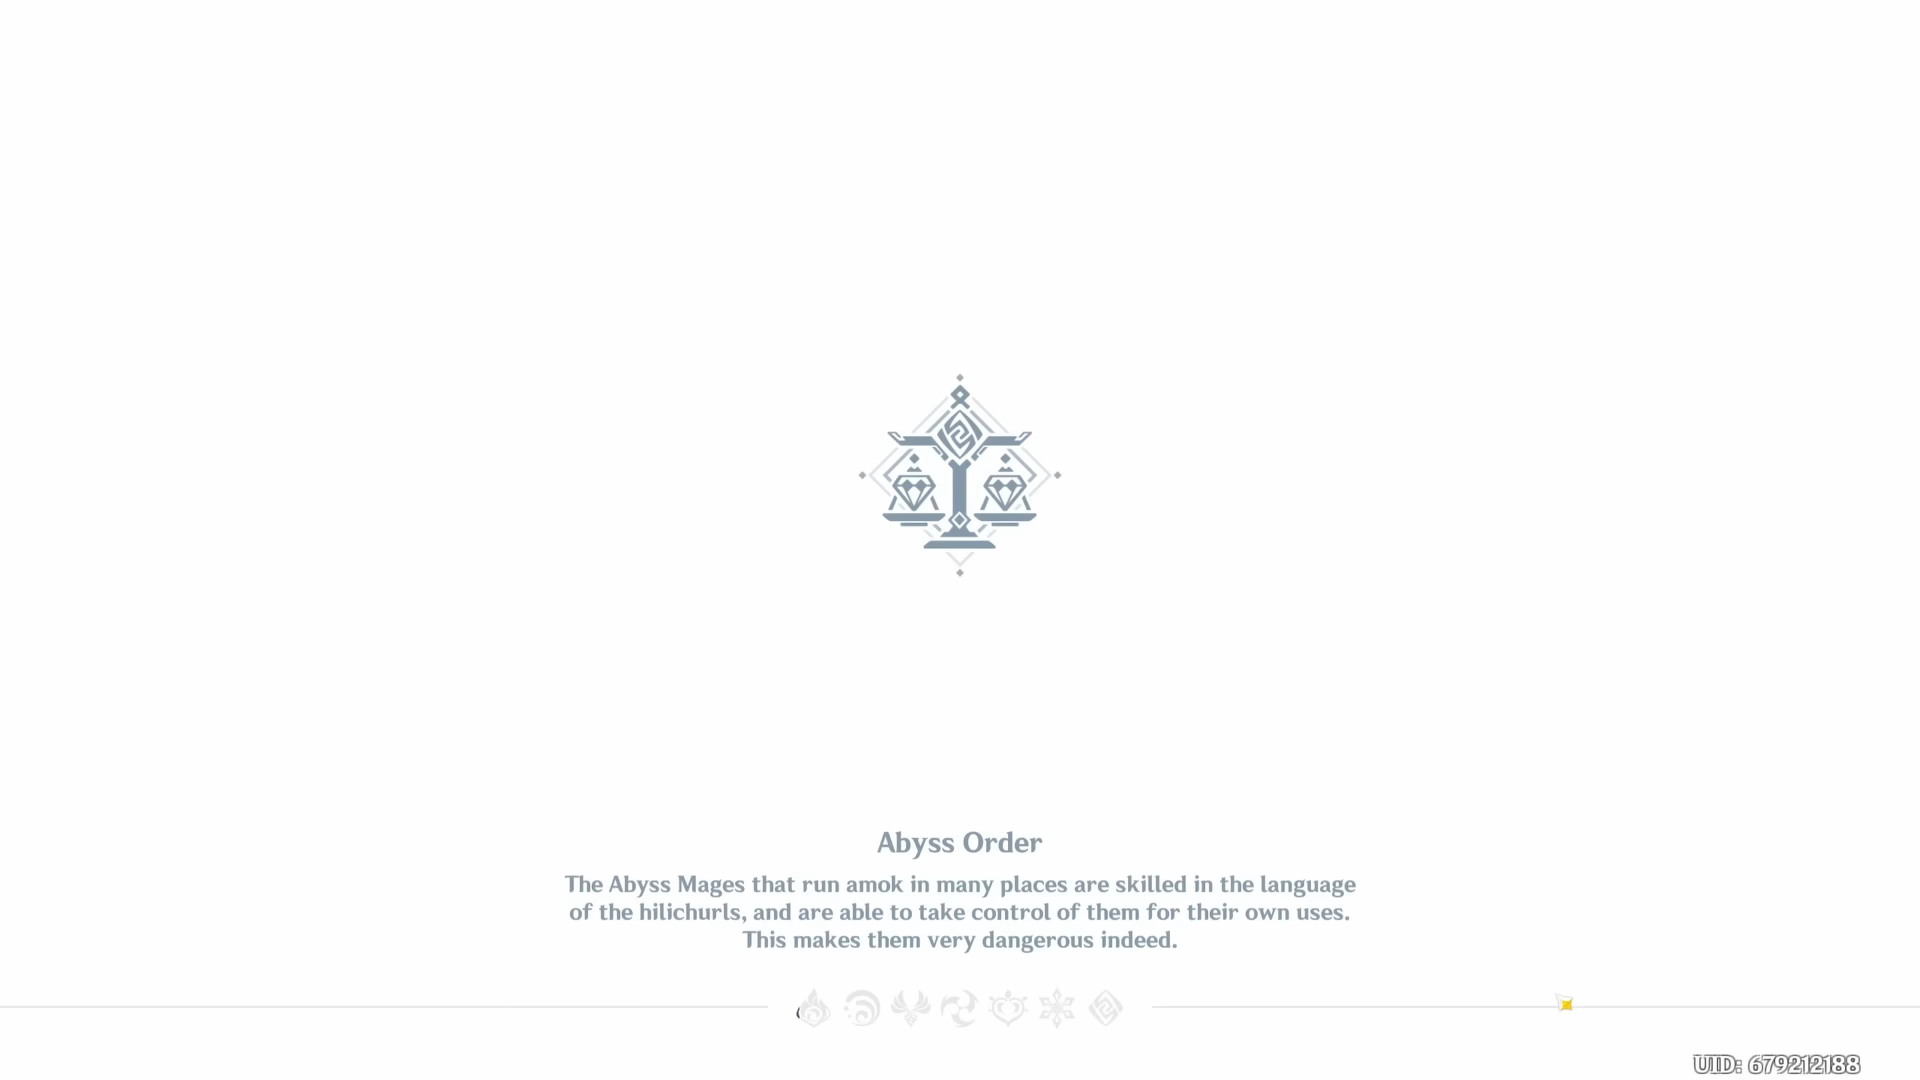 Abyss Order
The Abyss Mages that run amok in many places are skilled in the language
of the hilichurls, and are able to take control of them for their own uses.
This makes them very dangerous indeed.
UID: 679212188